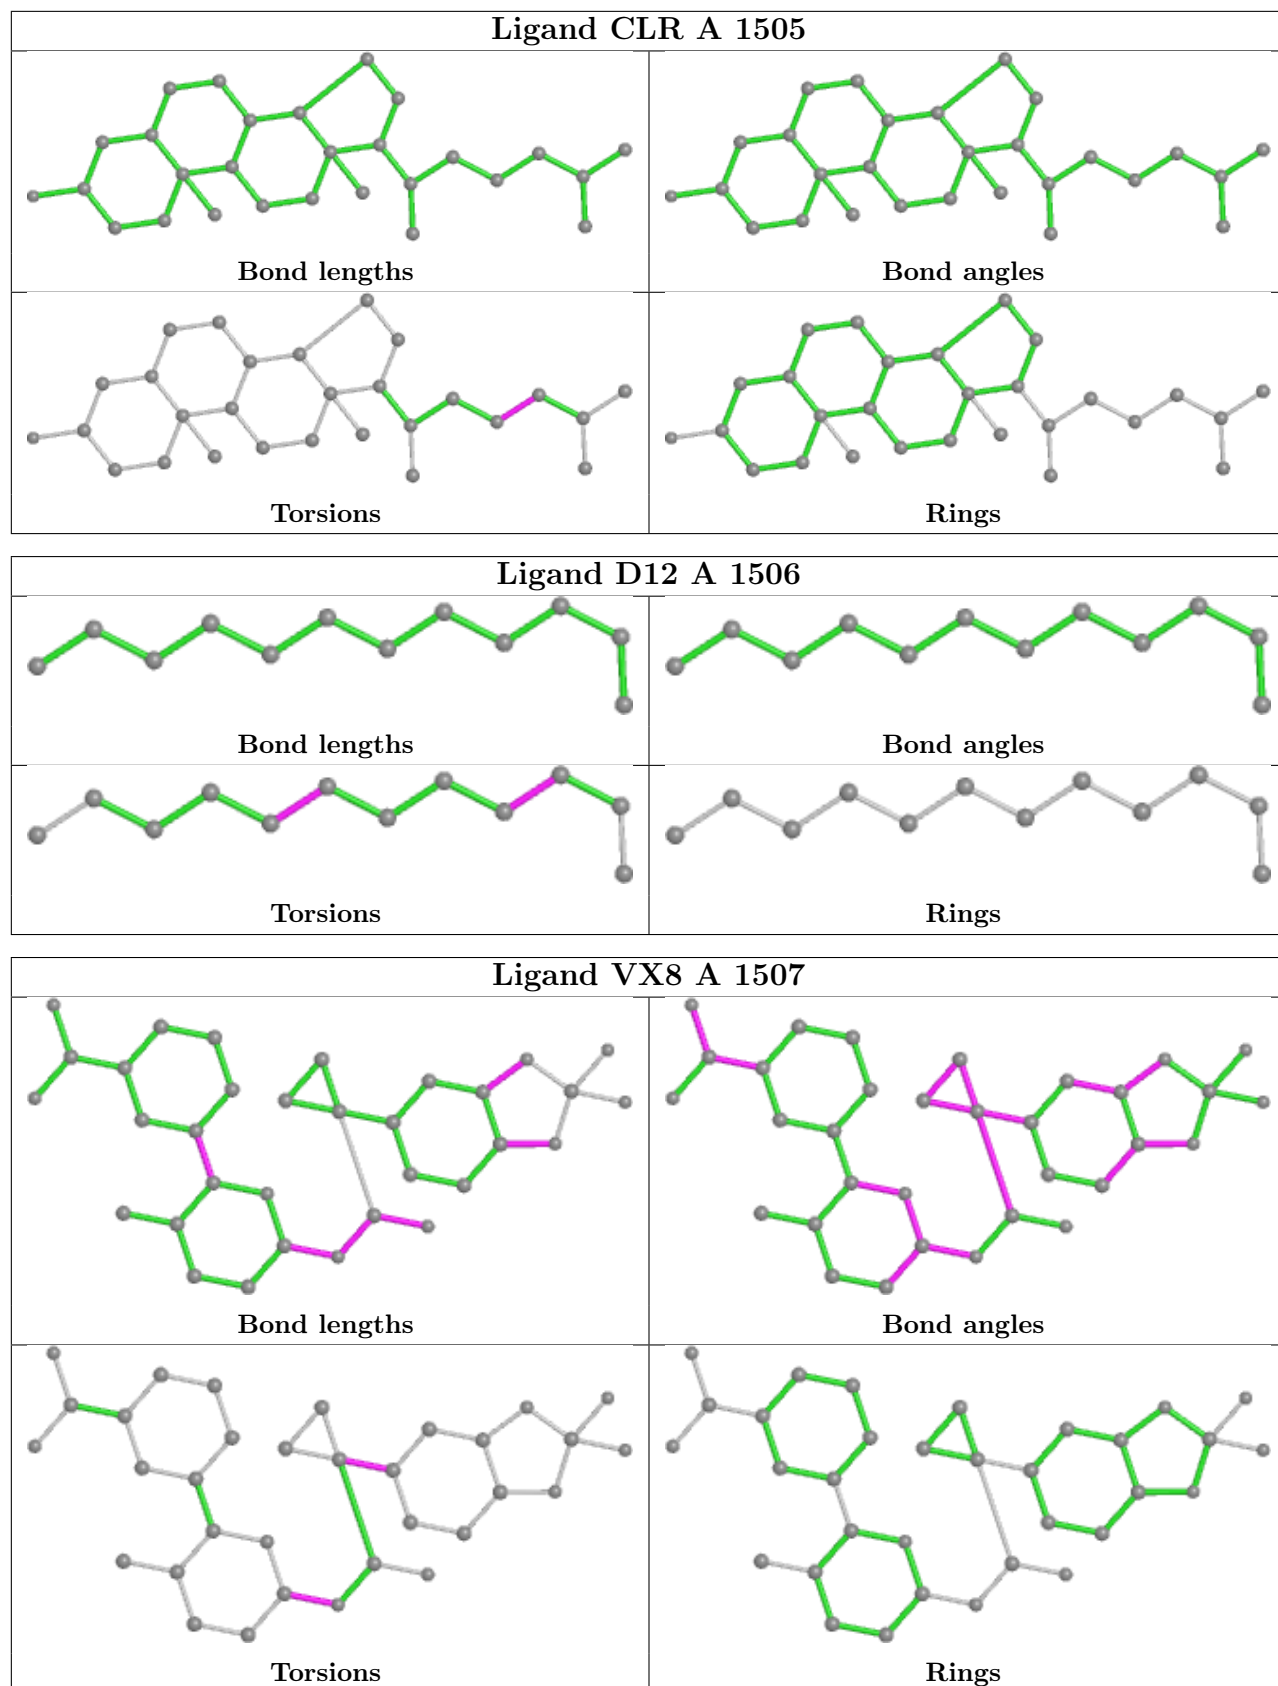 Ligand CLR A 1505
Bond lengths
Bond angles
Torsions
Rings
Ligand D12 A 1506
Bond lengths
Bond angles
Torsions
Rings
Ligand VX8 A 1507
Bond lengths
Bond angles
Torsions
Rings